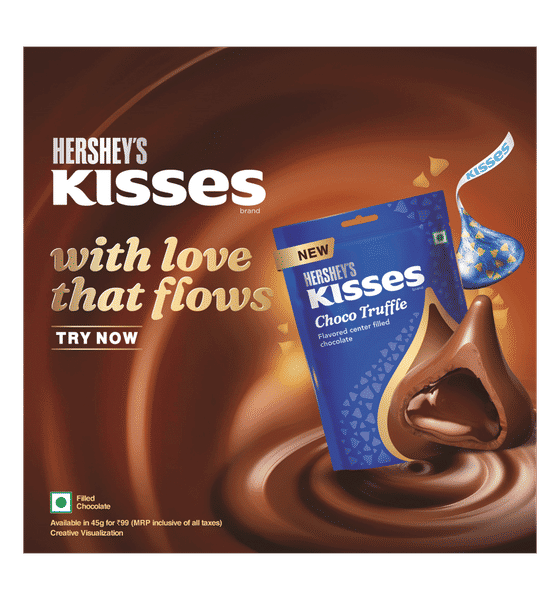 HERSHEY'S
KISSES
brand
with love
that flows
TRY NOW
KISSES
NEW
HERSHEY'S
KISSES
Choco Truffle
Flavored center filled
chocolate
Filled
Chocolate
Available in 45g for ₹99 (MRP inclusive of all taxes)
Creative Visualization